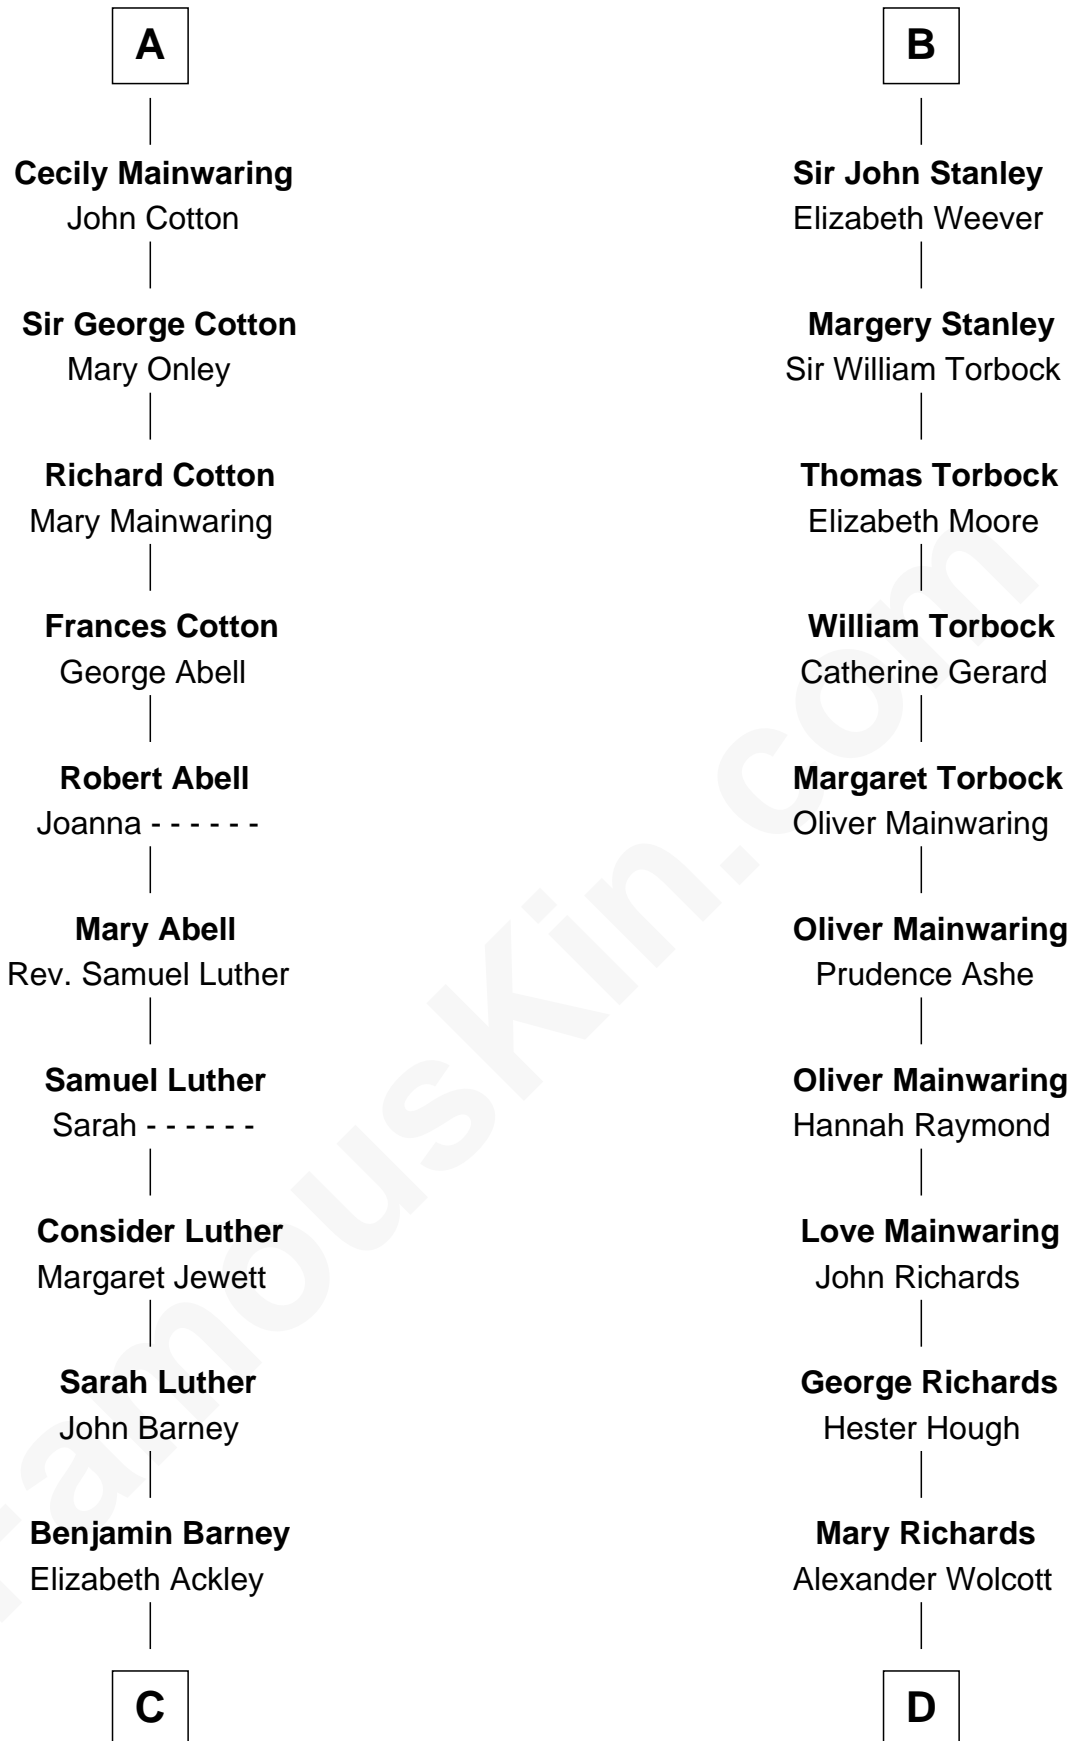 A
Cecily Mainwaring
John Cotton
Sir George Cotton
Mary Onley
Richard Cotton
Mary Mainwaring
Frances Cotton
George Abell
Robert Abell
Joanna - - - - - -
Mary Abell
Rev. Samuel Luther
Samuel Luther
Sarah - - - - - -
Consider Luther
Margaret Jewett
Sarah Luther
John Barney
Benjamin Barney
Elizabeth Ackley
C
B
Sir John Stanley
Elizabeth Weever
Margery Stanley
Sir William Torbock
Thomas Torbock
Elizabeth Moore
William Torbock
Catherine Gerard
Margaret Torbock
Oliver Mainwaring
Oliver Mainwaring
Prudence Ashe
Oliver Mainwaring
Hannah Raymond
Love Mainwaring
John Richards
George Richards
Hester Hough
Mary Richards
Alexander Wolcott
D
FamousKin.com